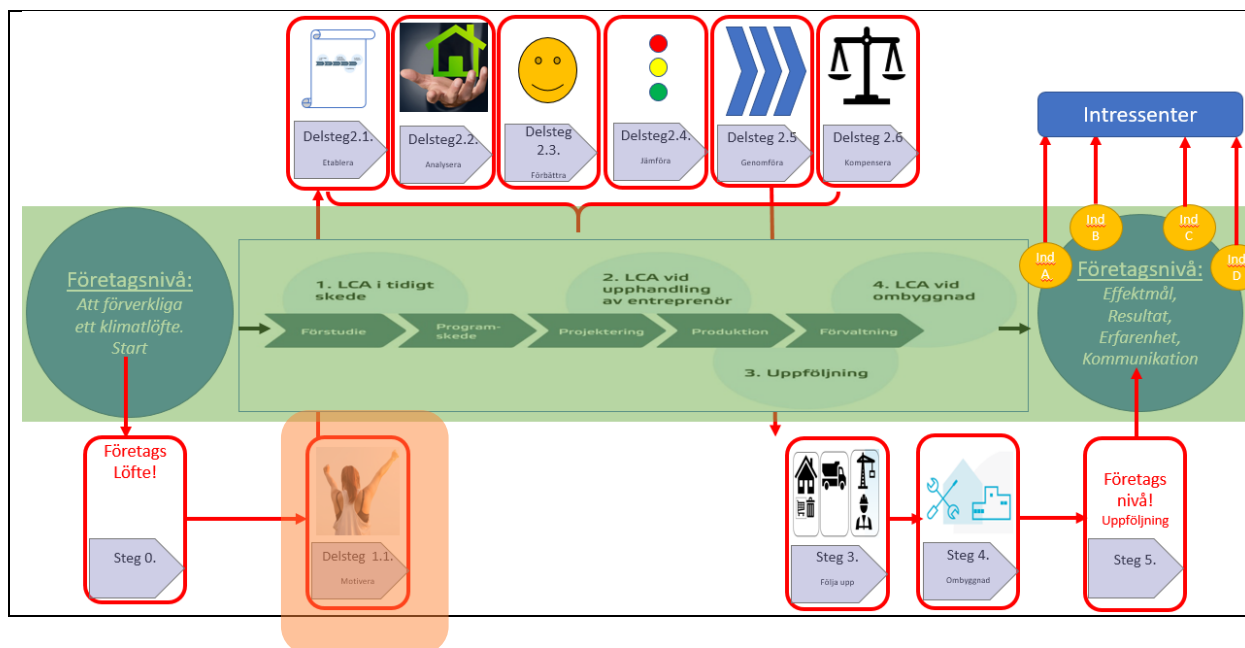 Delsteg2.1.
Etablera
Delsteg2.2.
Analysera
Delsteg
2.3.
Förbättra
Delsteg2.4.
Jämföra
Delsteg 2.5
Genomföra
Delsteg 2.6
Kompensera
Intressenter
Ind
A
Ind
B
Ind
C
Ind
D
Företagsnivå:
Att förverkliga
ett klimatlöfte.
Start
1. LCA i tidigt
skede
2. LCA vid
upphandling
av entreprenör
4. LCA vid
ombyggnad
Förstudie
Program-
skede
Projektering
Produktion
Förvaltning
3. Uppföljning
Företagsnivå:
Effektmål,
Resultat,
Erfarenhet,
Kommunikation
Företags
Löfte!
Steg 0.
Delsteg 1.1.
Motivera
Steg 3.
Följa upp
Steg 4.
Ombyggnad
Företags
nivå!
Uppföljning
Steg 5.